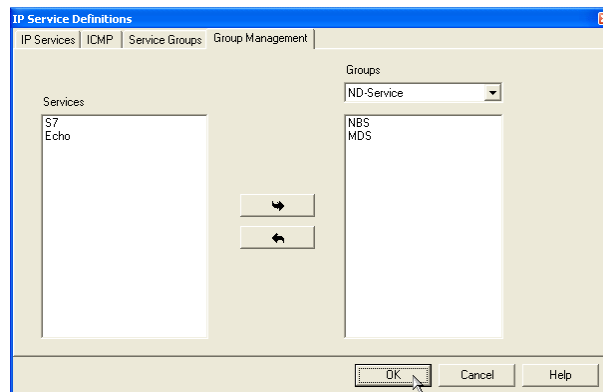 IP Service Definitions
IP Services ICMP Service Groups Group Management
Groups
ND-Service
Services
S7
Echo
NBS
MDS
OK Cancel Help